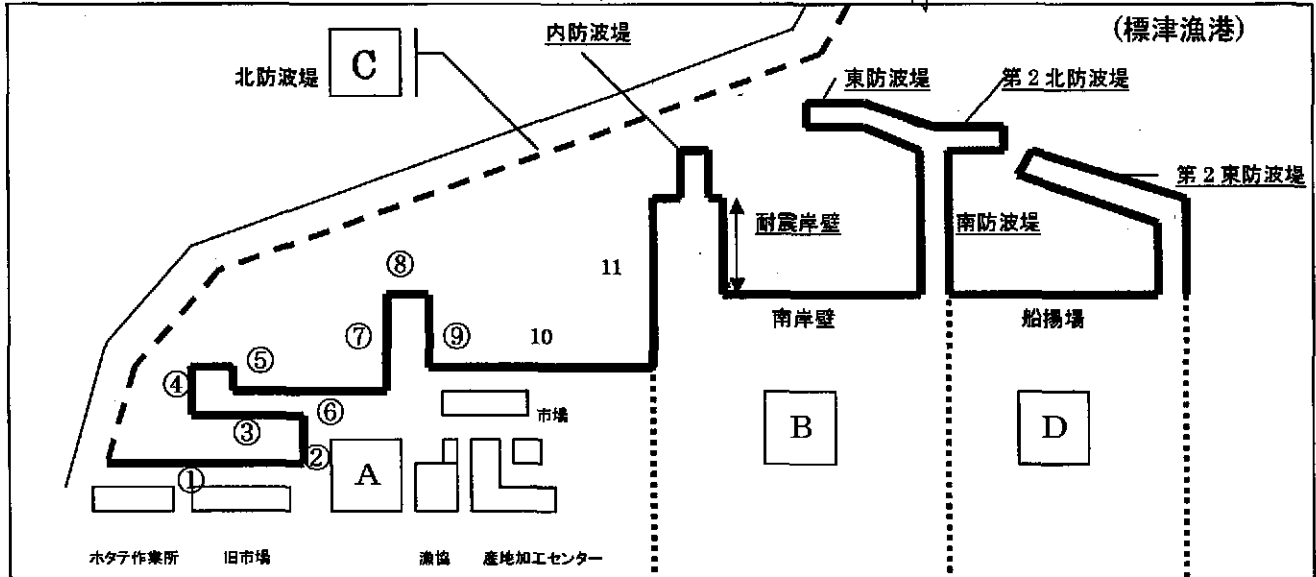 (標津漁港)
内防波堤
北防波堤
C
東防波堤
第2北防波堤
第2東防波堤
耐震岸壁
南防波堤
⑧
11
南岸壁
船揚場
⑦
⑨
10
⑤
④
⑥
市場
③
B
D
②
A
①
ホタテ作業所
旧市場
漁協
産地加工センター